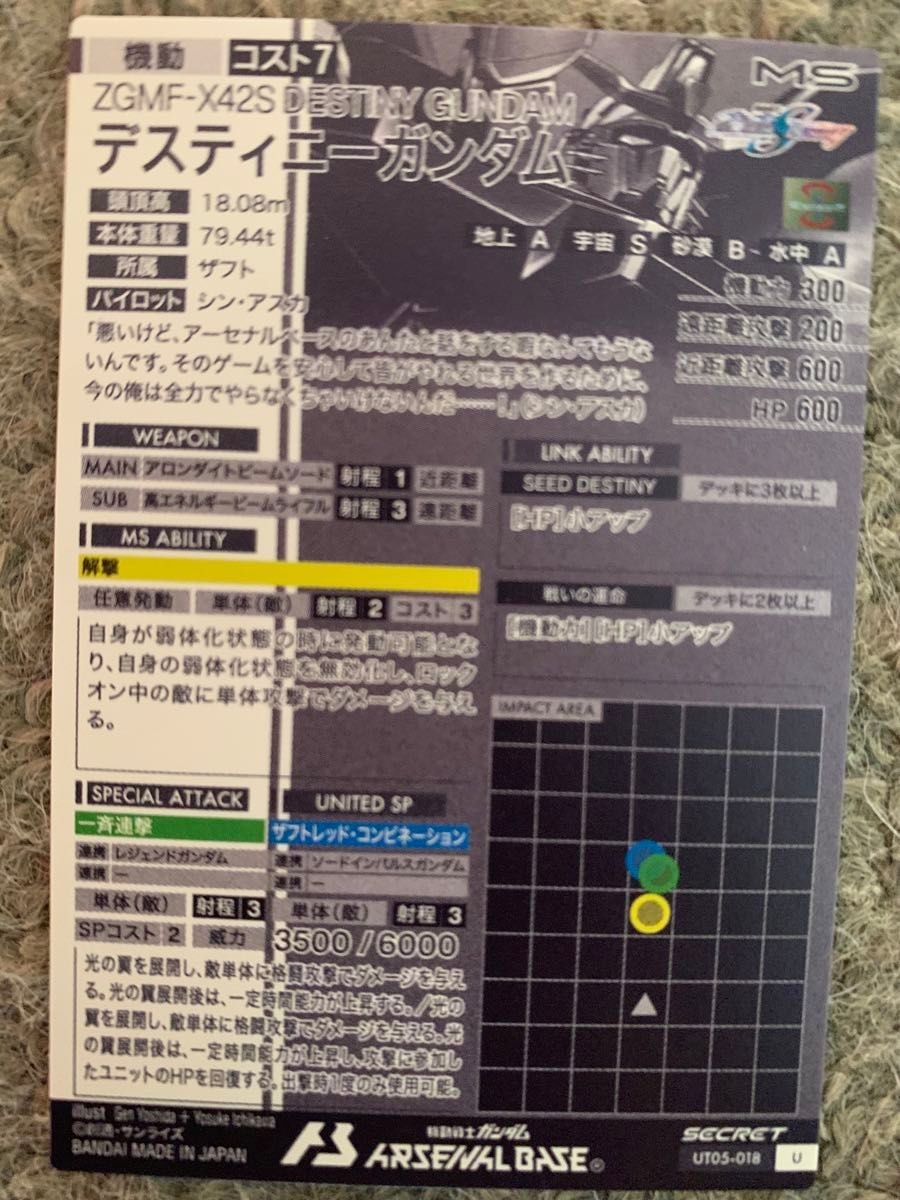 機動 コスト7
MS
ZGMF-X42S DESTINY GUNDAM
デスティニーガンダム
頭頂高 18.08m
本体重量 79.44t
所属 ザフト
パイロット シン・アスカ
地上 A 宇宙 S 砂漠 B 水中 A
機動力 300
遠距離攻撃 200
近距離攻撃 600
HP 600
「悪いけど、アーセナルベースのあんたと話をする暇なんてもうな
いんです。そのゲームを安心して皆がやれる世界を作るために、
今の俺は全力でやらなくちゃいけないんだ――!」(シン・アスカ)
WEAPON
MAIN アロンダイトビームソード 射程 1 近距離
SUB 高エネルギービームライフル 射程 3 遠距離
MS ABILITY
解撃
任意発動 単体(敵) 射程 2 コスト 3
自身が弱体化状態の時に発動可能とな
り、自身の弱体化状態を無効化し、ロック
オン中の敵に単体攻撃でダメージを与え
る。
LINK ABILITY
SEED DESTINY デッキに3枚以上
[HP]小アップ
戦いの運命 デッキに2枚以上
[機動力][HP]小アップ
IMPACT AREA
SPECIAL ATTACK
一斉連撃
連携 レジェンドガンダム
連携 ―
単体(敵) 射程 3
UNITED SP
ザフトレッド・コンビネーション
連携 ソードインパルスガンダム
連携 ―
単体(敵) 射程 3
SPコスト 2 威力 3500 / 6000
光の翼を展開し、敵単体に格闘攻撃でダメージを与え
る。光の翼展開後は、一定時間能力が上昇する。/光の
翼を展開し、敵単体に格闘攻撃でダメージを与える。光
の翼展開後は、一定時間能力が上昇し、攻撃に参加し
たユニットのHPを回復する。出撃時1度のみ使用可能。
illust Gen Yoshida + Yosuke Ichikawa
©創通・サンライズ
BANDAI MADE IN JAPAN
AB
機動戦士ガンダム
ARSENAL BASE®
SECRET
UT05-018 U